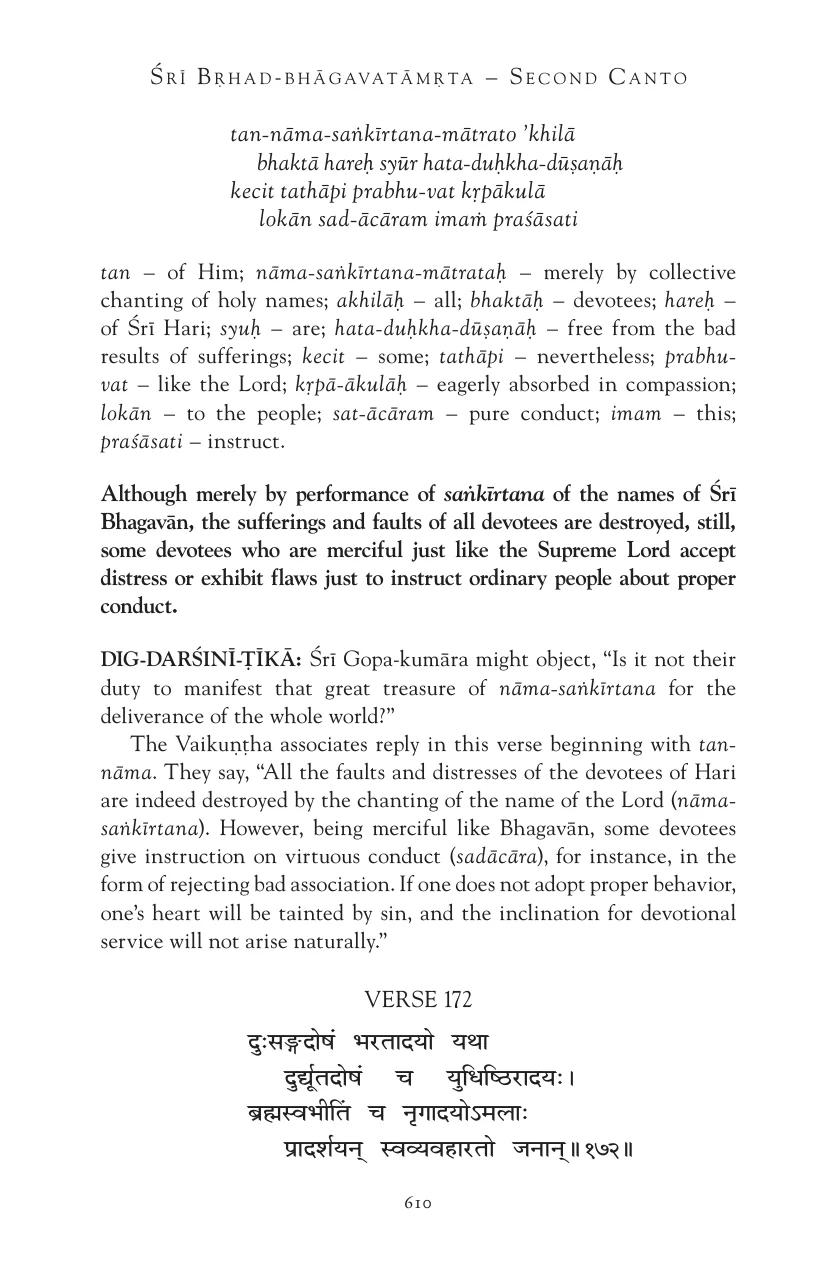 ŚRĪ BṚHAD-BHĀGAVATĀMṚTA – SECOND CANTO
tan-nāma-saṅkīrtana-mātrato ’khilā
bhaktā hareḥ syūr hata-duḥkha-dūṣaṇāḥ
kecit tathāpi prabhu-vat kṛpākulā
lokān sad-ācāram imaṁ praśāsati
tan – of Him; nāma-saṅkīrtana-mātrataḥ – merely by collective
chanting of holy names; akhilāḥ – all; bhaktāḥ – devotees; hareḥ –
of Śrī Hari; syuḥ – are; hata-duḥkha-dūṣaṇāḥ – free from the bad
results of sufferings; kecit – some; tathāpi – nevertheless; prabhu-
vat – like the Lord; kṛpā-ākulāḥ – eagerly absorbed in compassion;
lokān – to the people; sat-ācāram – pure conduct; imam – this;
praśāsati – instruct.
Although merely by performance of saṅkīrtana of the names of Śrī
Bhagavān, the sufferings and faults of all devotees are destroyed, still,
some devotees who are merciful just like the Supreme Lord accept
distress or exhibit flaws just to instruct ordinary people about proper
conduct.
DIG-DARŚINĪ-ṬĪKĀ: Śrī Gopa-kumāra might object, “Is it not their
duty to manifest that great treasure of nāma-saṅkīrtana for the
deliverance of the whole world?”
The Vaikuṇṭha associates reply in this verse beginning with tan-
nāma. They say, “All the faults and distresses of the devotees of Hari
are indeed destroyed by the chanting of the name of the Lord (nāma-
saṅkīrtana). However, being merciful like Bhagavān, some devotees
give instruction on virtuous conduct (sadācāra), for instance, in the
form of rejecting bad association. If one does not adopt proper behavior,
one’s heart will be tainted by sin, and the inclination for devotional
service will not arise naturally.”
VERSE 172
दुःसङ्गदोषं भरतादयो यथा
दुर्द्यूतदोषं च युधिष्ठिरादयः।
ब्रह्मस्वभीतिं च नृगादयोऽमलाः
प्रादर्शयन् स्वव्यवहारतो जनान्॥१७२॥
610